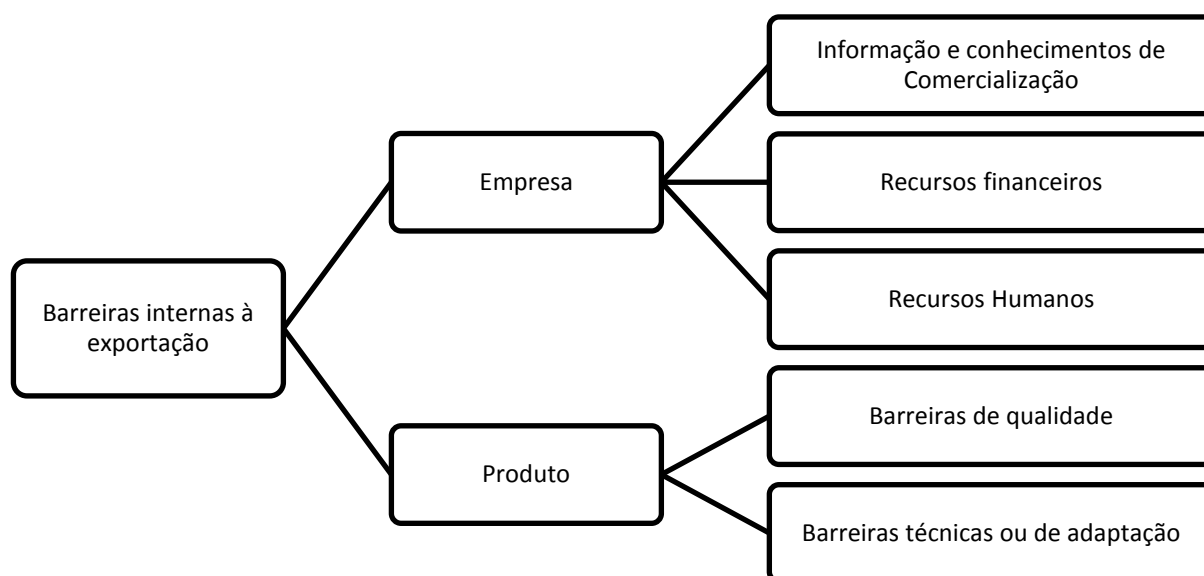 Barreiras internas à
exportação
Empresa
Informação e conhecimentos de
Comercialização
Recursos financeiros
Recursos Humanos
Produto
Barreiras de qualidade
Barreiras técnicas ou de adaptação